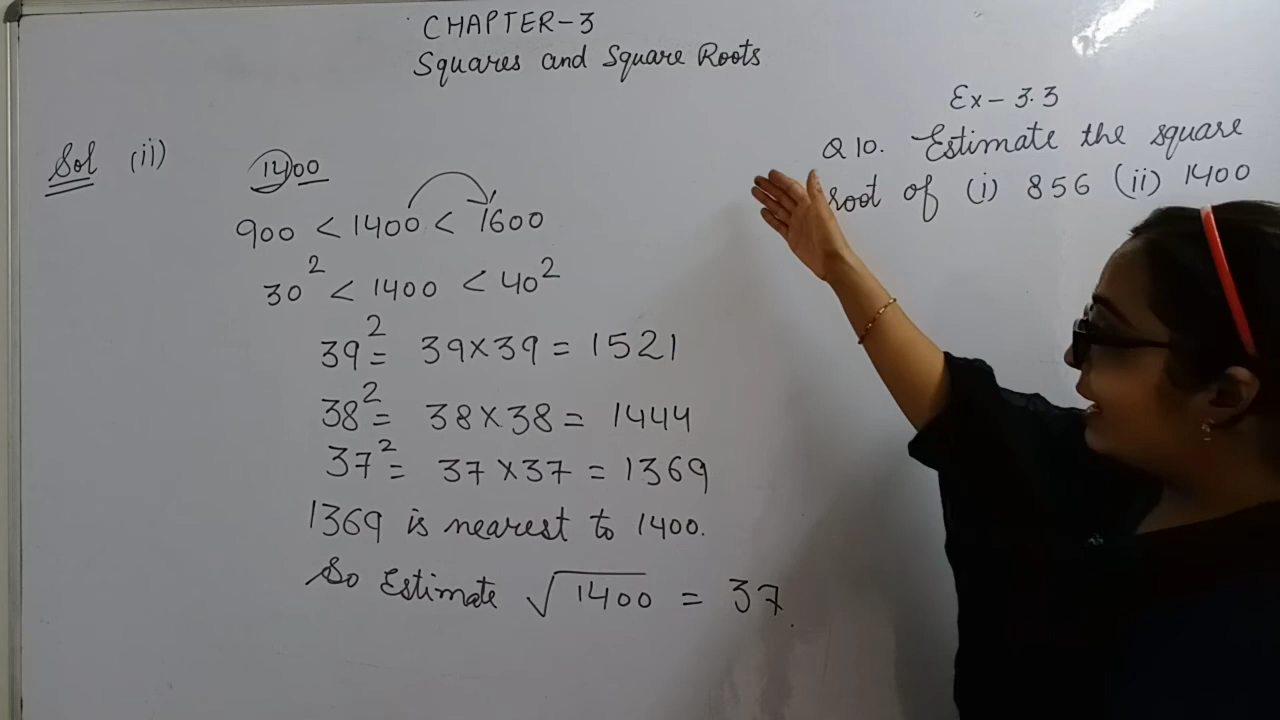 CHAPTER-3
Squares and Square Roots
Ex-3.3
Q10. Estimate the square
root of (i) 856 (ii) 1400
Sol (ii)
1400
900 < 1400 < 1600
30² < 1400 < 40²
39² = 39×39 = 1521
38² = 38×38 = 1444
37² = 37×37 = 1369
1369 is nearest to 1400.
So Estimate √1400 = 37.